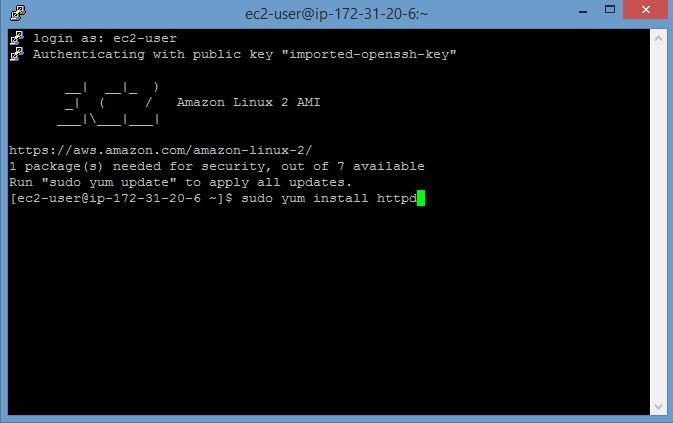 ec2-user@ip-172-31-20-6:~
login as: ec2-user
Authenticating with public key "imported-openssh-key"
       __|  __|_  )
       _|  (     /   Amazon Linux 2 AMI
      ___|\___|___|
https://aws.amazon.com/amazon-linux-2/
1 package(s) needed for security, out of 7 available
Run "sudo yum update" to apply all updates.
[ec2-user@ip-172-31-20-6 ~]$ sudo yum install httpd